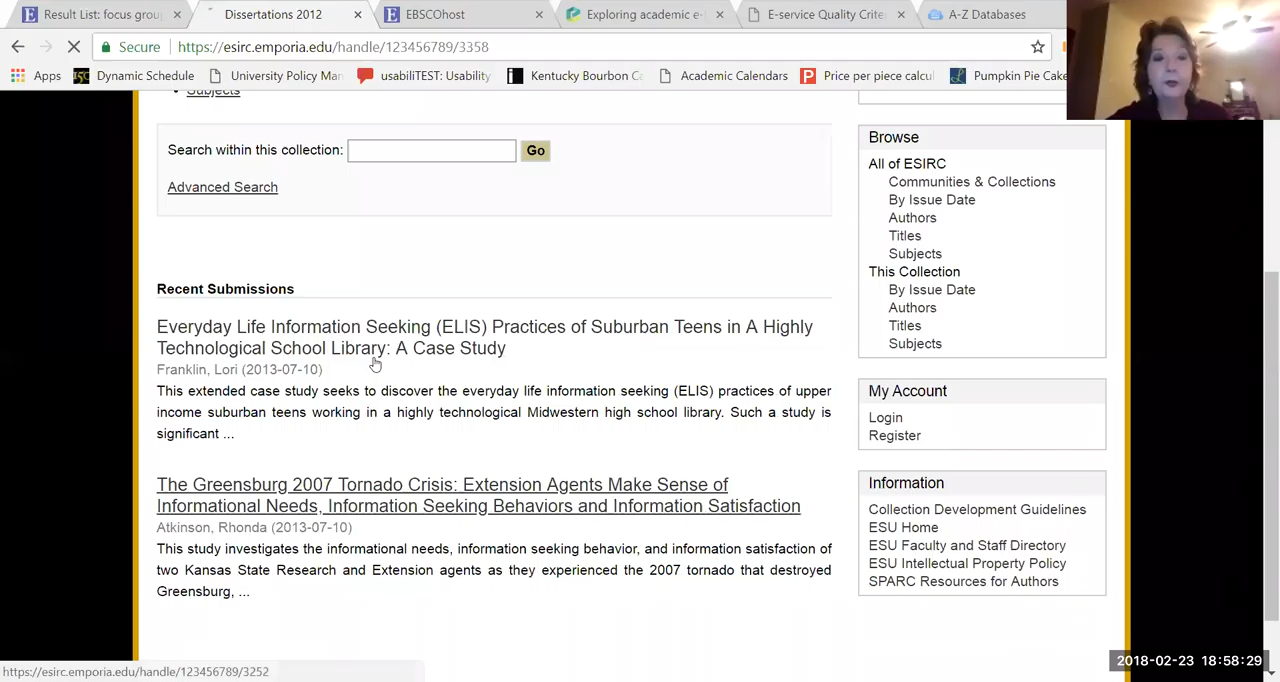 Result List: focus grou
Dissertations 2012
EBSCOhost
Exploring academic e-
E-service Quality Crite
A-Z Databases
Secure
https://esirc.emporia.edu/handle/123456789/3358
Apps
Dynamic Schedule
University Policy Man
usabiliTEST: Usability
Kentucky Bourbon Ca
Academic Calendars
Price per piece calcul
Pumpkin Pie Cake
Subjects
Search within this collection:
Go
Advanced Search
Recent Submissions
Everyday Life Information Seeking (ELIS) Practices of Suburban Teens in A Highly
Technological School Library: A Case Study
Franklin, Lori (2013-07-10)
This extended case study seeks to discover the everyday life information seeking (ELIS) practices of upper
income suburban teens working in a highly technological Midwestern high school library. Such a study is
significant ...
The Greensburg 2007 Tornado Crisis: Extension Agents Make Sense of
Informational Needs, Information Seeking Behaviors and Information Satisfaction
Atkinson, Rhonda (2013-07-10)
This study investigates the informational needs, information seeking behavior, and information satisfaction of
two Kansas State Research and Extension agents as they experienced the 2007 tornado that destroyed
Greensburg, ...
Browse
All of ESIRC
Communities & Collections
By Issue Date
Authors
Titles
Subjects
This Collection
By Issue Date
Authors
Titles
Subjects
My Account
Login
Register
Information
Collection Development Guidelines
ESU Home
ESU Faculty and Staff Directory
ESU Intellectual Property Policy
SPARC Resources for Authors
https://esirc.emporia.edu/handle/123456789/3252
2018-02-23 18:58:29